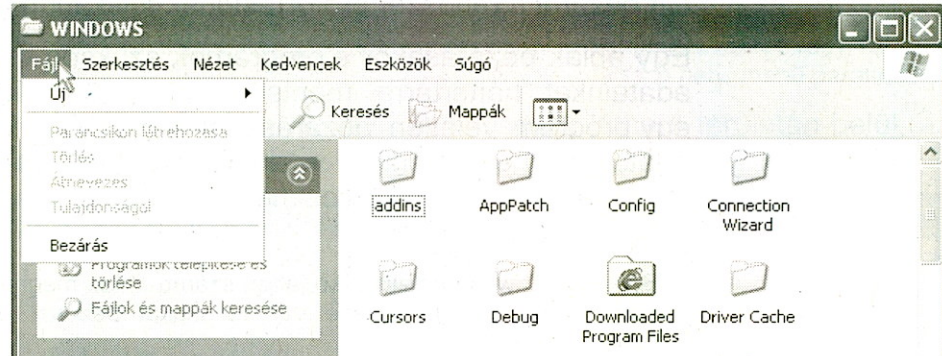 WINDOWS
Fájl Szerkesztés Nézet Kedvencek Eszközök Súgó
Új
Keresés Mappák
Parancsikon létrehozása
Törlés
Átnevezés
Tulajdonságok
Bezárás
Programok telepítése és
törlése
Fájlok és mappák keresése
addins AppPatch Config Connection
Wizard
Cursors Debug Downloaded Driver Cache
Program Files